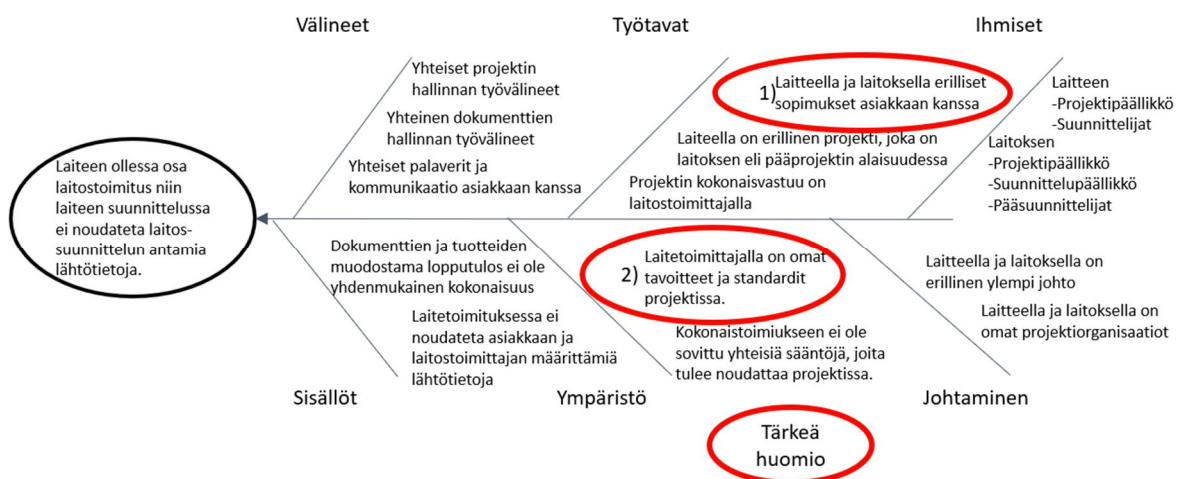 Välineet
Työtavat
Ihmiset
Yhteiset projektin
hallinnan työvälineet
Yhteinen dokumenttien
hallinnan työvälineet
Yhteiset palaverit ja
kommunikaatio asiakkaan kanssa
1) Laitteella ja laitoksella erilliset
sopimukset asiakkaan kanssa
Laiteella on erillinen projekti, joka on
laitoksen eli pääprojektin alaisuudessa
Projektin kokonaisvastuu on
laitostoimittajalla
Laitteen
-Projektipäällikkö
-Suunnittelijat
Laitoksen
-Projektipäällikkö
-Suunnittelupäällikkö
-Pääsuunnittelijat
Laiteen ollessa osa
laitostoimitus niin
laiteen suunnittelussa
ei noudateta laitos-
suunnittelun antamia
lähtötietoja.
Dokumenttien ja tuotteiden
muodostama lopputulos ei ole
yhdenmukainen kokonaisuus
Laitetoimituksessa ei
noudateta asiakkaan ja
laitostoimittajan määrittämiä
lähtötietoja
2) Laitetoimittajalla on omat
tavoitteet ja standardit
projektissa.
Kokonaistoimiukseen ei ole
sovittu yhteisiä sääntöjä, joita
tulee noudattaa projektissa.
Laitteella ja laitoksella on
erillinen ylempi johto
Laitteella ja laitoksella on
omat projektiorganisaatiot
Sisällöt
Ympäristö
Johtaminen
Tärkeä
huomio